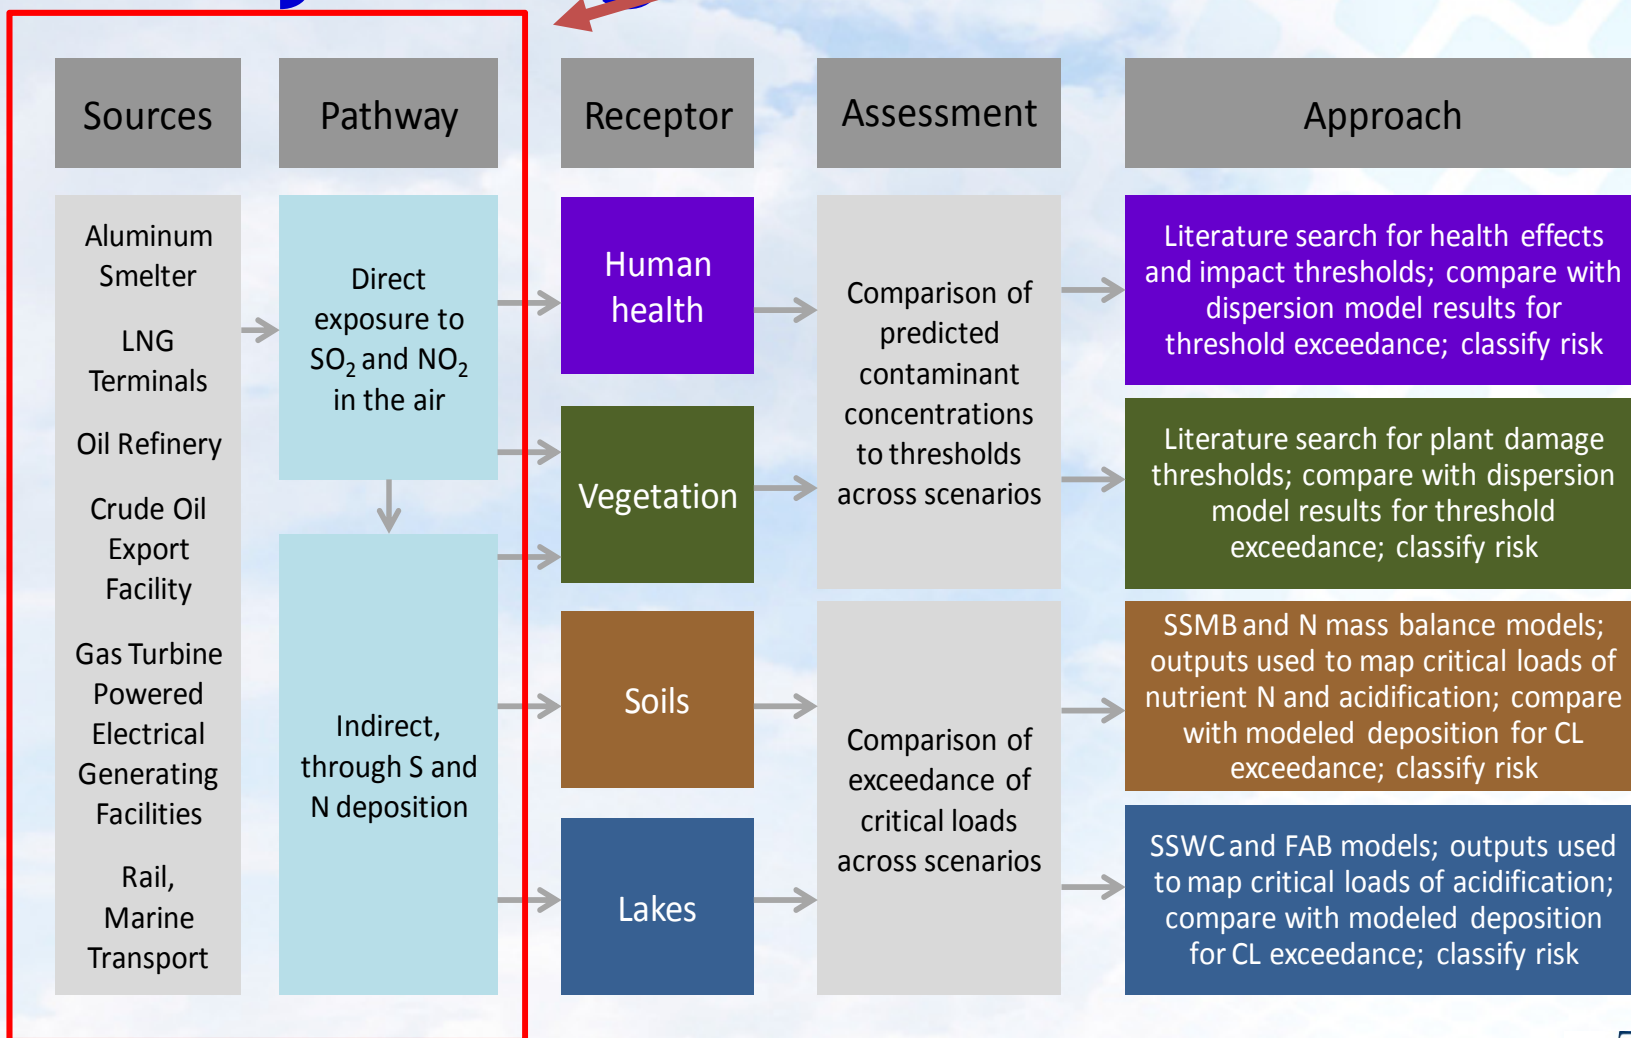 Sources
Pathway
Receptor
Assessment
Approach
Aluminum
Smelter
LNG
Terminals
Oil Refinery
Crude Oil
Export
Facility
Gas Turbine
Powered
Electrical
Generating
Facilities
Rail,
Marine
Transport
Direct
exposure to
SO₂ and NO₂
in the air
Indirect,
through S and
N deposition
Human
health
Vegetation
Soils
Lakes
Comparison of
predicted
contaminant
concentrations
to thresholds
across scenarios
Comparison of
exceedance of
critical loads
across scenarios
Literature search for health effects
and impact thresholds; compare with
dispersion model results for
threshold exceedance; classify risk
Literature search for plant damage
thresholds; compare with dispersion
model results for threshold
exceedance; classify risk
SSMB and N mass balance models;
outputs used to map critical loads of
nutrient N and acidification; compare
with modeled deposition for CL
exceedance; classify risk
SSWC and FAB models; outputs used
to map critical loads of acidification;
compare with modeled deposition
for CL exceedance; classify risk